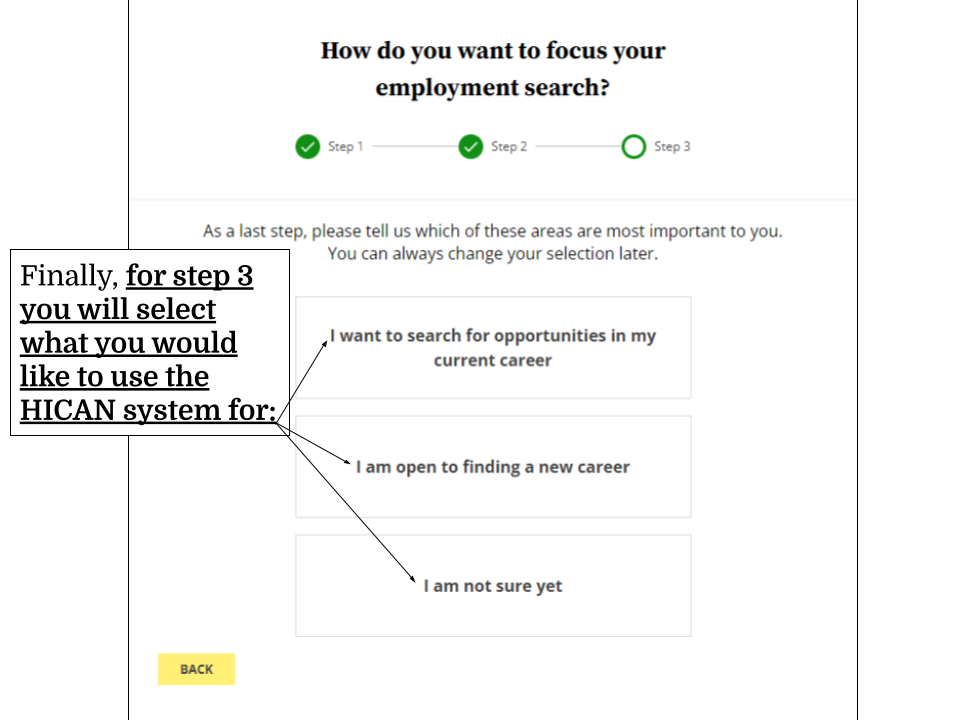 How do you want to focus your
employment search?
Step 1
Step 2
Step 3
As a last step, please tell us which of these areas are most important to you.
You can always change your selection later.
Finally, for step 3
you will select
what you would
like to use the
HICAN system for:
I want to search for opportunities in my
current career
I am open to finding a new career
I am not sure yet
BACK